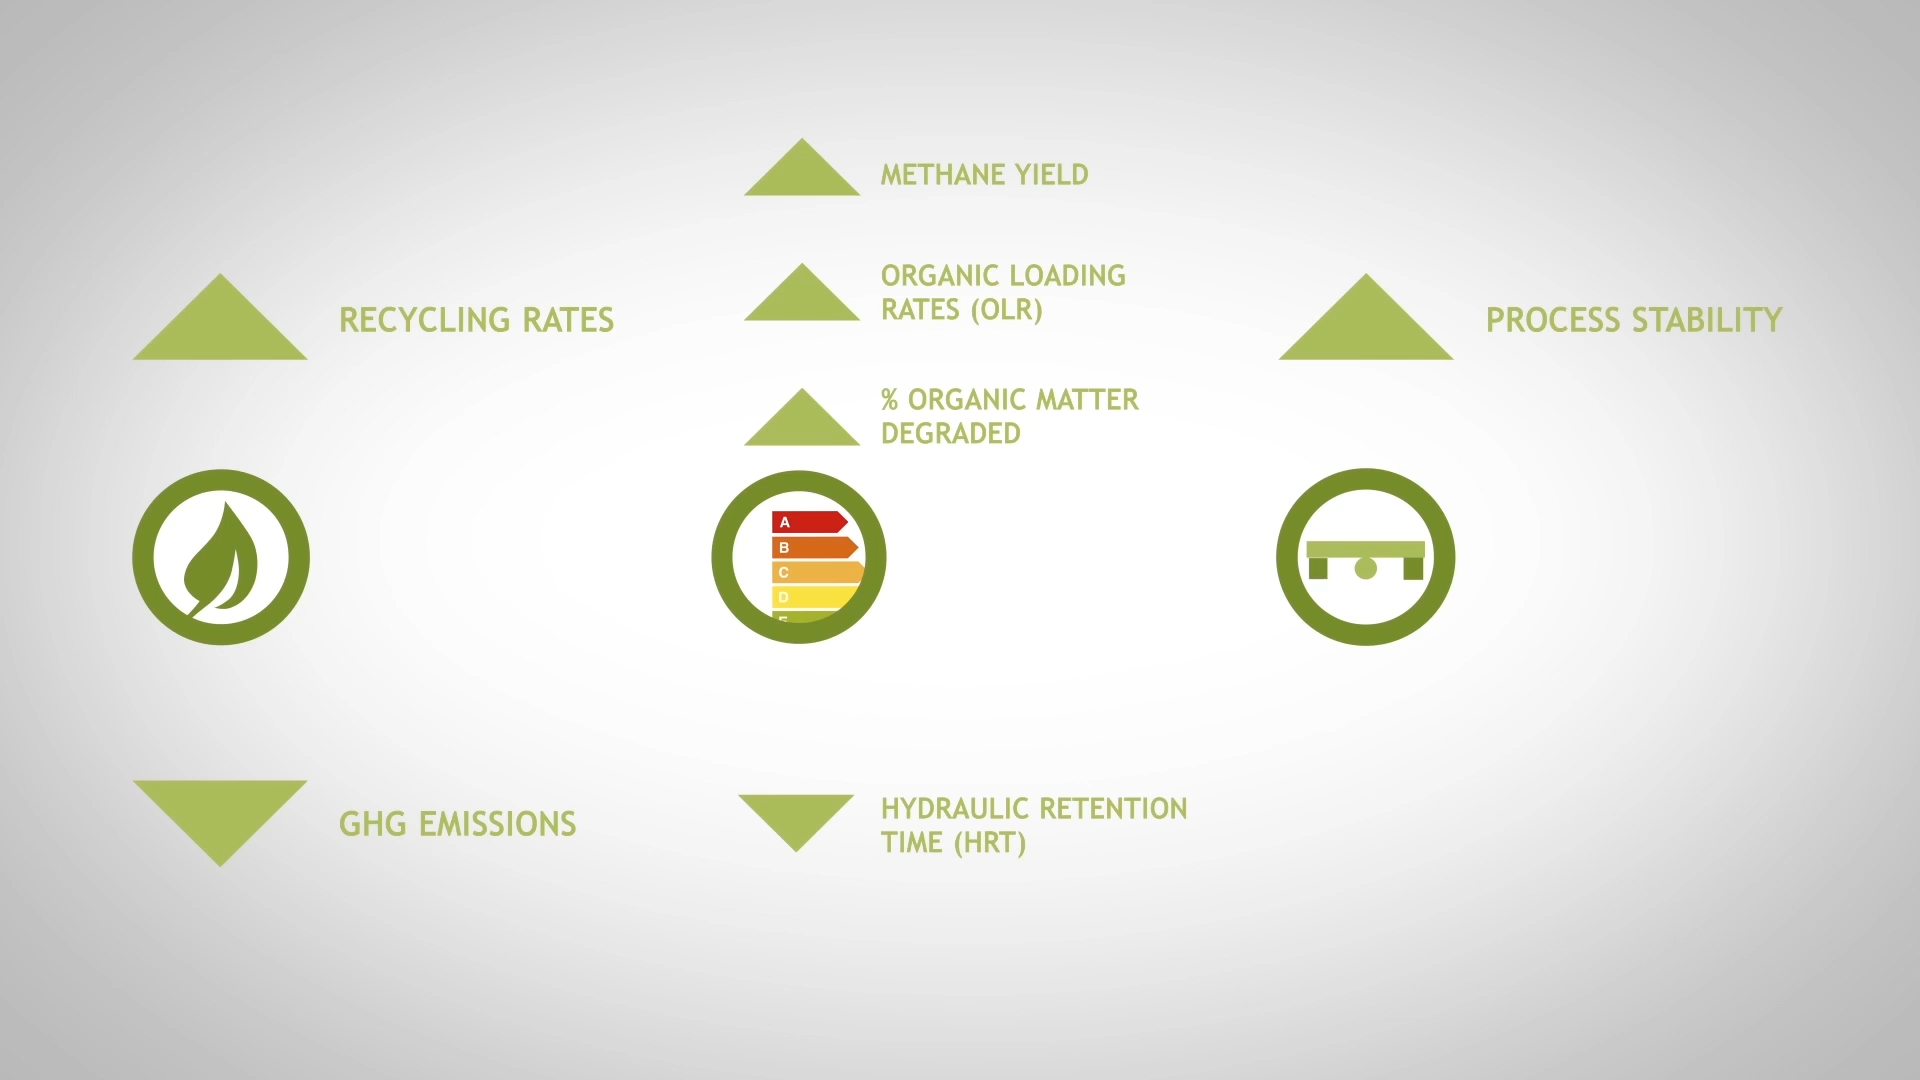 METHANE YIELD
ORGANIC LOADING
RATES (OLR)
RECYCLING RATES
PROCESS STABILITY
% ORGANIC MATTER
DEGRADED
A
B
C
D
HYDRAULIC RETENTION
TIME (HRT)
GHG EMISSIONS